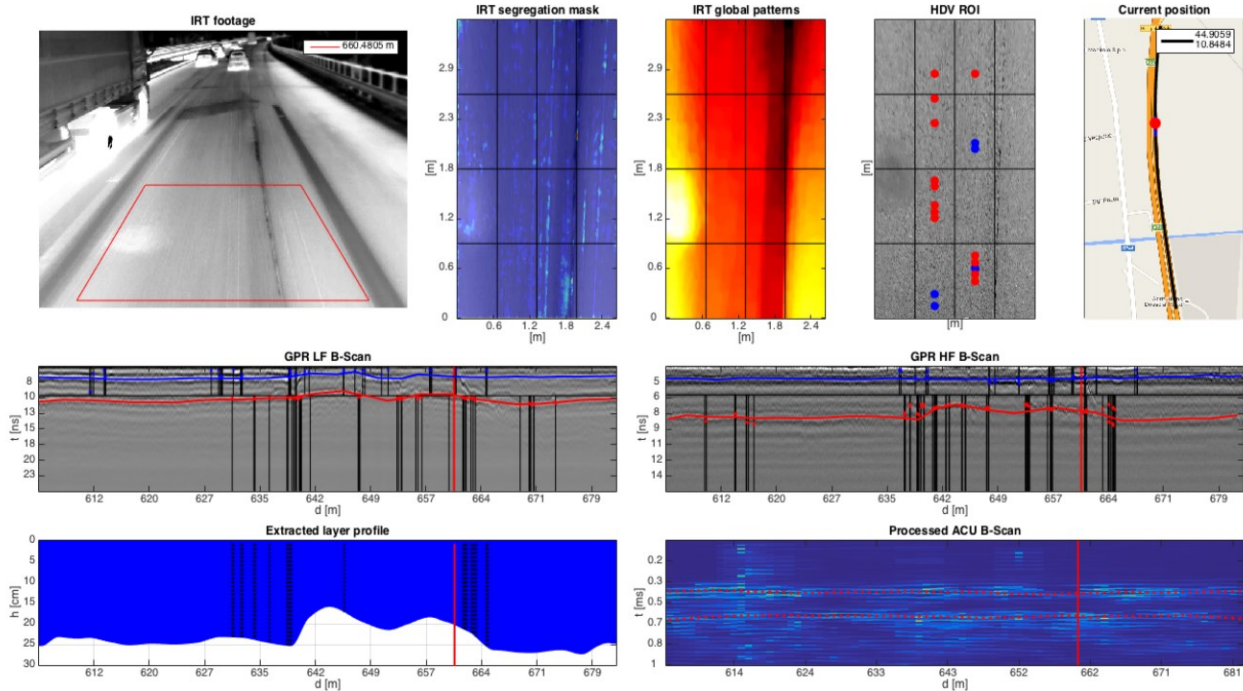 IRT footage
660.4805 m
IRT segregation mask
2.9
2.3
1.8
1.2
0.6
0
[m]
0.6 1.2 1.8 2.4
[m]
IRT global patterns
2.9
2.3
1.8
1.2
0.6
0
[m]
0.6 1.2 1.8 2.4
[m]
HDV ROI
[m]
[m]
Current position
44.9059
10.8484
GPR LF B-Scan
t [ns]
8
10
13
15
18
20
23
612 620 627 635 642 649 657 664 671 679
d [m]
GPR HF B-Scan
t [ns]
5
6
8
9
11
12
14
612 620 627 635 642 649 657 664 671 679
d [m]
Extracted layer profile
h [cm]
0
5
10
15
20
25
30
612 620 627 635 642 649 657 664 671 679
d [m]
Processed ACU B-Scan
t [ms]
0.2
0.3
0.5
0.7
0.8
1
614 624 633 643 652 662 671 681
d [m]